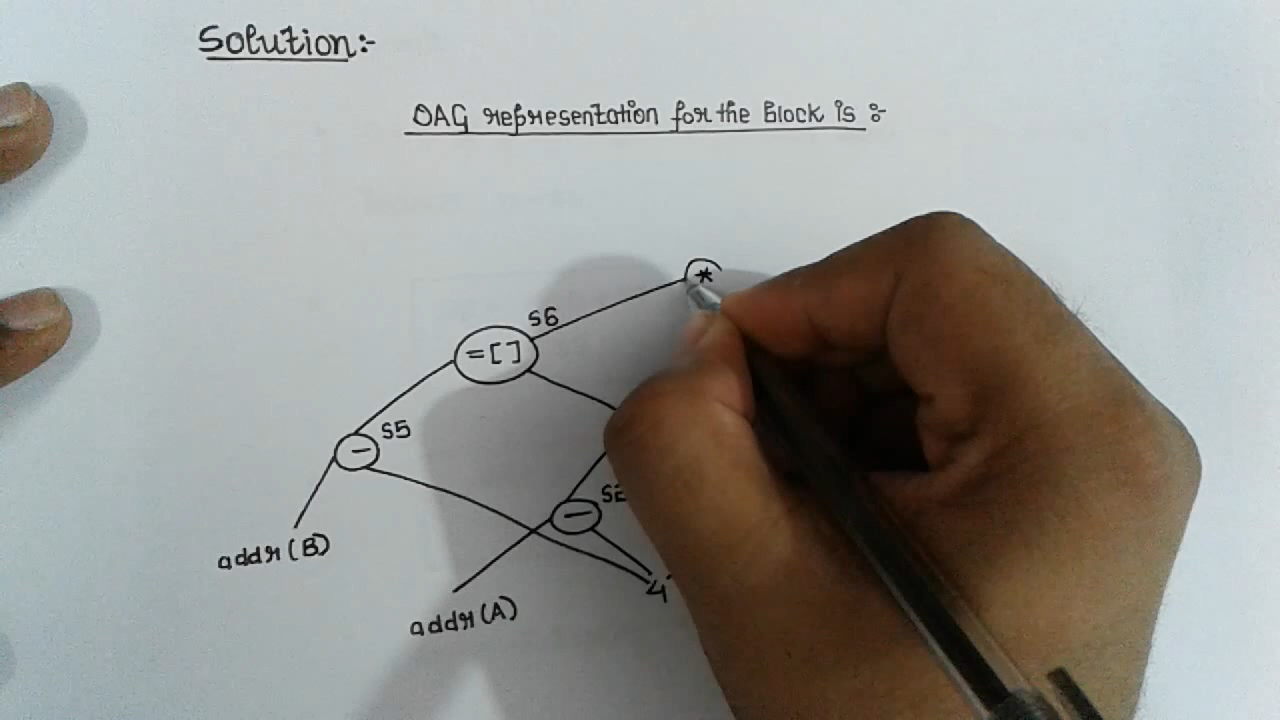 Solution:-
DAG representation for the Block is :-
*
S6
=[]
S5
-
S2
-
addr(B)
4
addr(A)